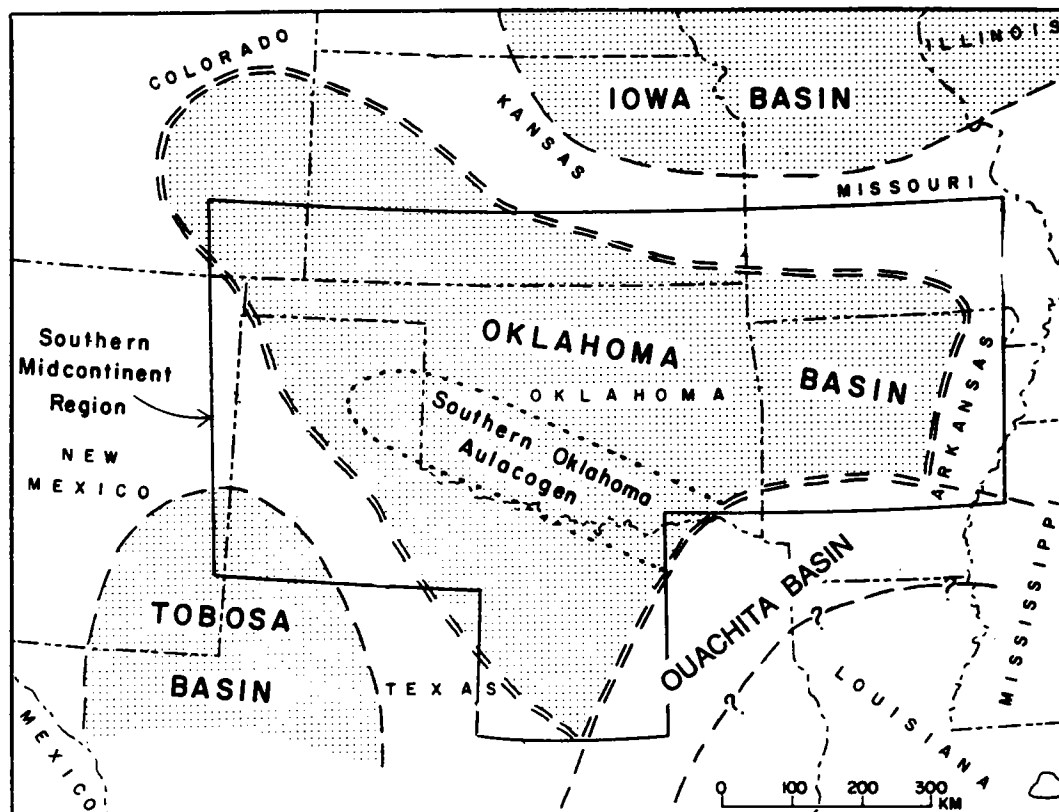 COLORADO
ILLINOIS
IOWA BASIN
KANSAS
MISSOURI
?
Southern
Midcontinent
Region
NEW
MEXICO
OKLAHOMA
OKLAHOMA
BASIN
Southern Oklahoma
Aulacogen
ARKANSAS
TOBOSA
BASIN
TEXAS
OUACHITA BASIN
?
?
?
LOUISIANA
MISSISSIPPI
MEXICO
0 100 200 300
KM